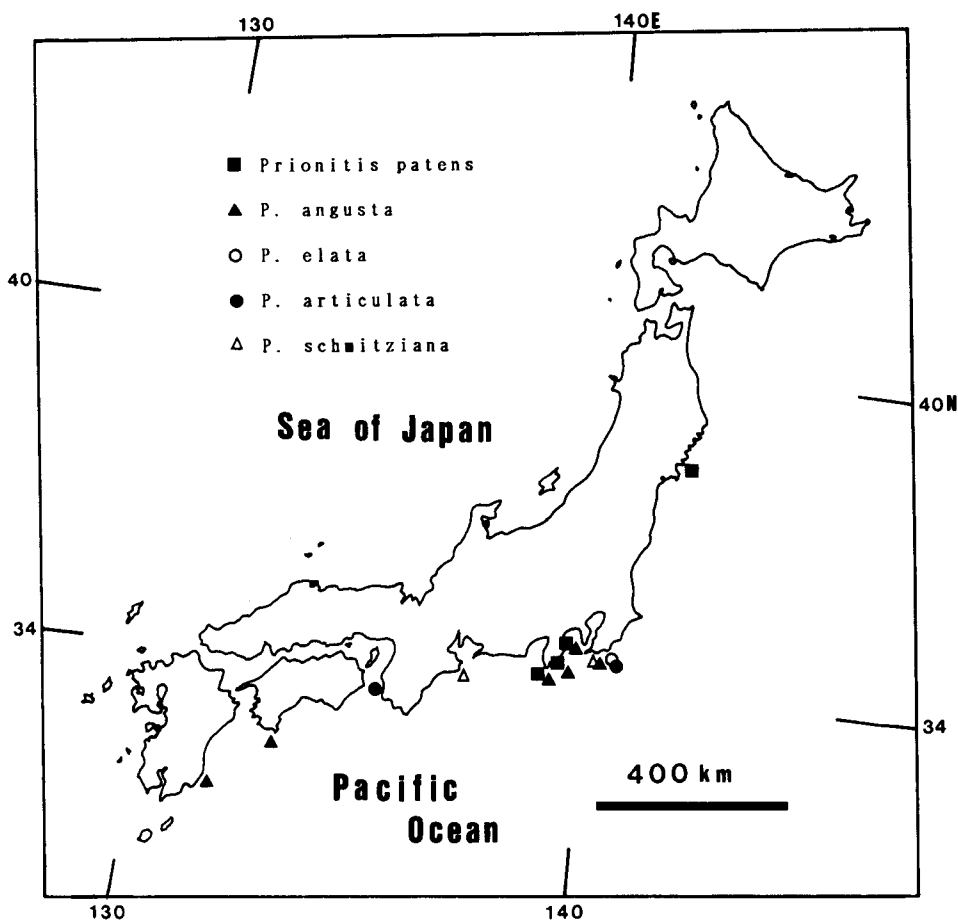 130
140E
Prionitis patens
P. angusta
P. elata
40
P. articulata
P. schmitziana
40N
Sea of Japan
34
34
400 km
Pacific
Ocean
130
140